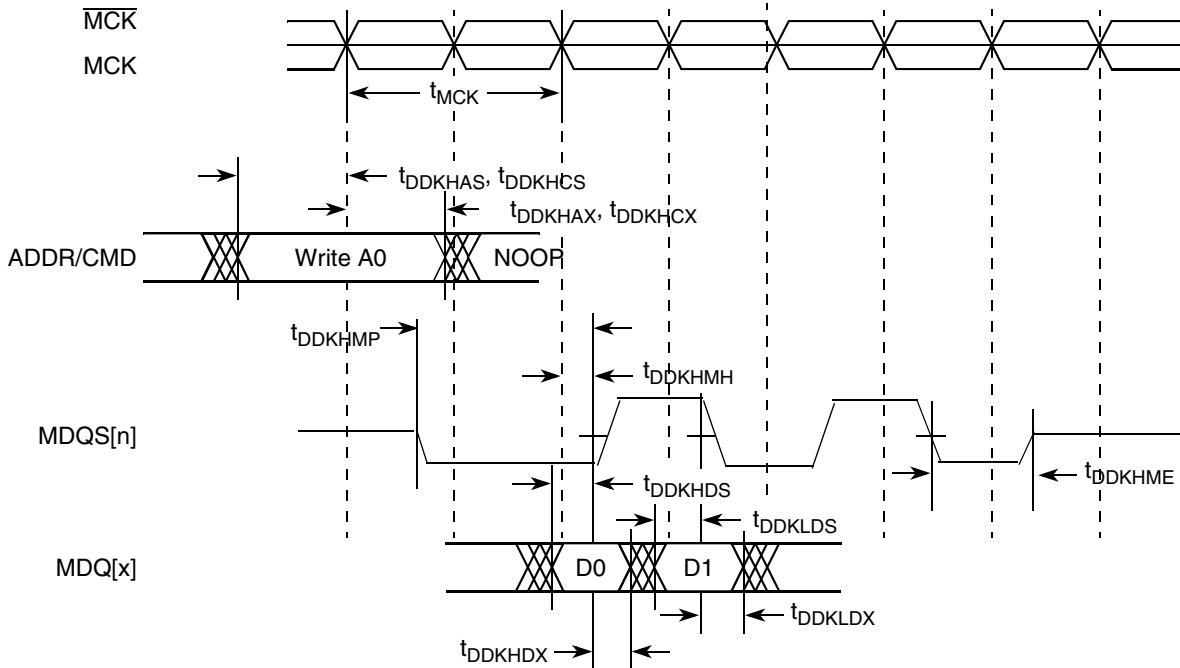 MCK
MCK
tMCK
tDDKHAS, tDDKHCS
tDDKHAX, tDDKHCX
ADDR/CMD
Write A0
NOOP
tDDKHMP
tDDKHMH
MDQS[n]
tDDKHME
tDDKHDS
tDDKLDS
MDQ[x]
D0
D1
tDDKLDX
tDDKHDX